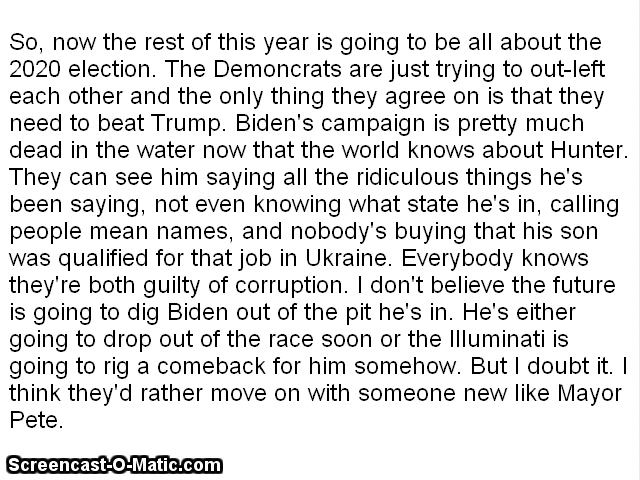 So, now the rest of this year is going to be all about the
2020 election. The Demoncrats are just trying to out-left
each other and the only thing they agree on is that they
need to beat Trump. Biden's campaign is pretty much
dead in the water now that the world knows about Hunter.
They can see him saying all the ridiculous things he's
been saying, not even knowing what state he's in, calling
people mean names, and nobody's buying that his son
was qualified for that job in Ukraine. Everybody knows
they're both guilty of corruption. I don't believe the future
is going to dig Biden out of the pit he's in. He's either
going to drop out of the race soon or the Illuminati is
going to rig a comeback for him somehow. But I doubt it. I
think they'd rather move on with someone new like Mayor
Pete.
Screencast-O-Matic.com